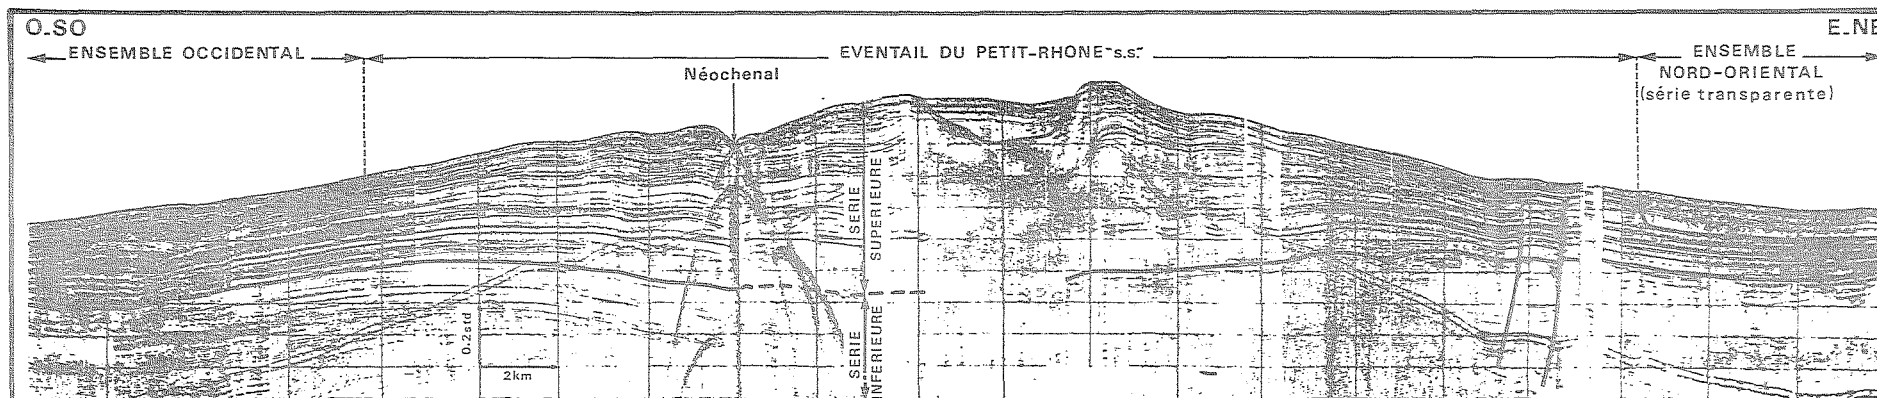 O.SO
E_NE
ENSEMBLE OCCIDENTAL
EVENTAIL DU PETIT-RHONE "s.s."
ENSEMBLE
NORD-ORIENTAL
(série transparente)
Néochenal
SERIE
SUPERIEURE
SERIE
INFERIEURE
0.2std
2km